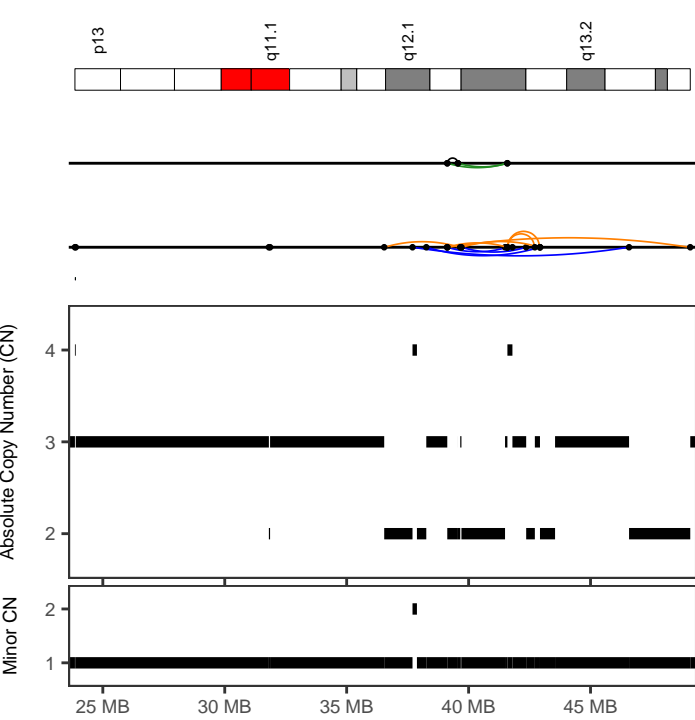 p13
q11.1
q12.1
q13.2
Absolute Copy Number (CN)
4
3
2
Minor CN
2
1
25 MB
30 MB
35 MB
40 MB
45 MB